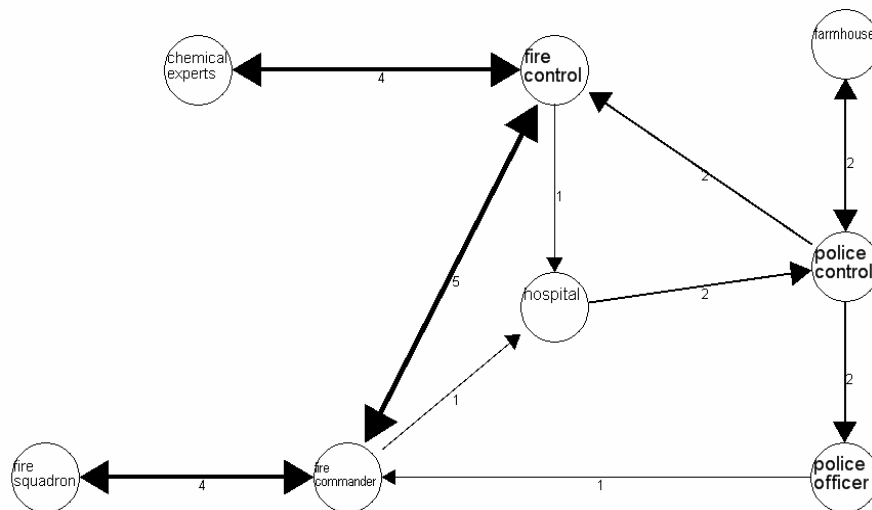 farmhouse
chemical
experts
fire
control
4
2
2
1
police
control
5
hospital
2
2
1
fire
squadron
fire
commander
police
officer
4
1